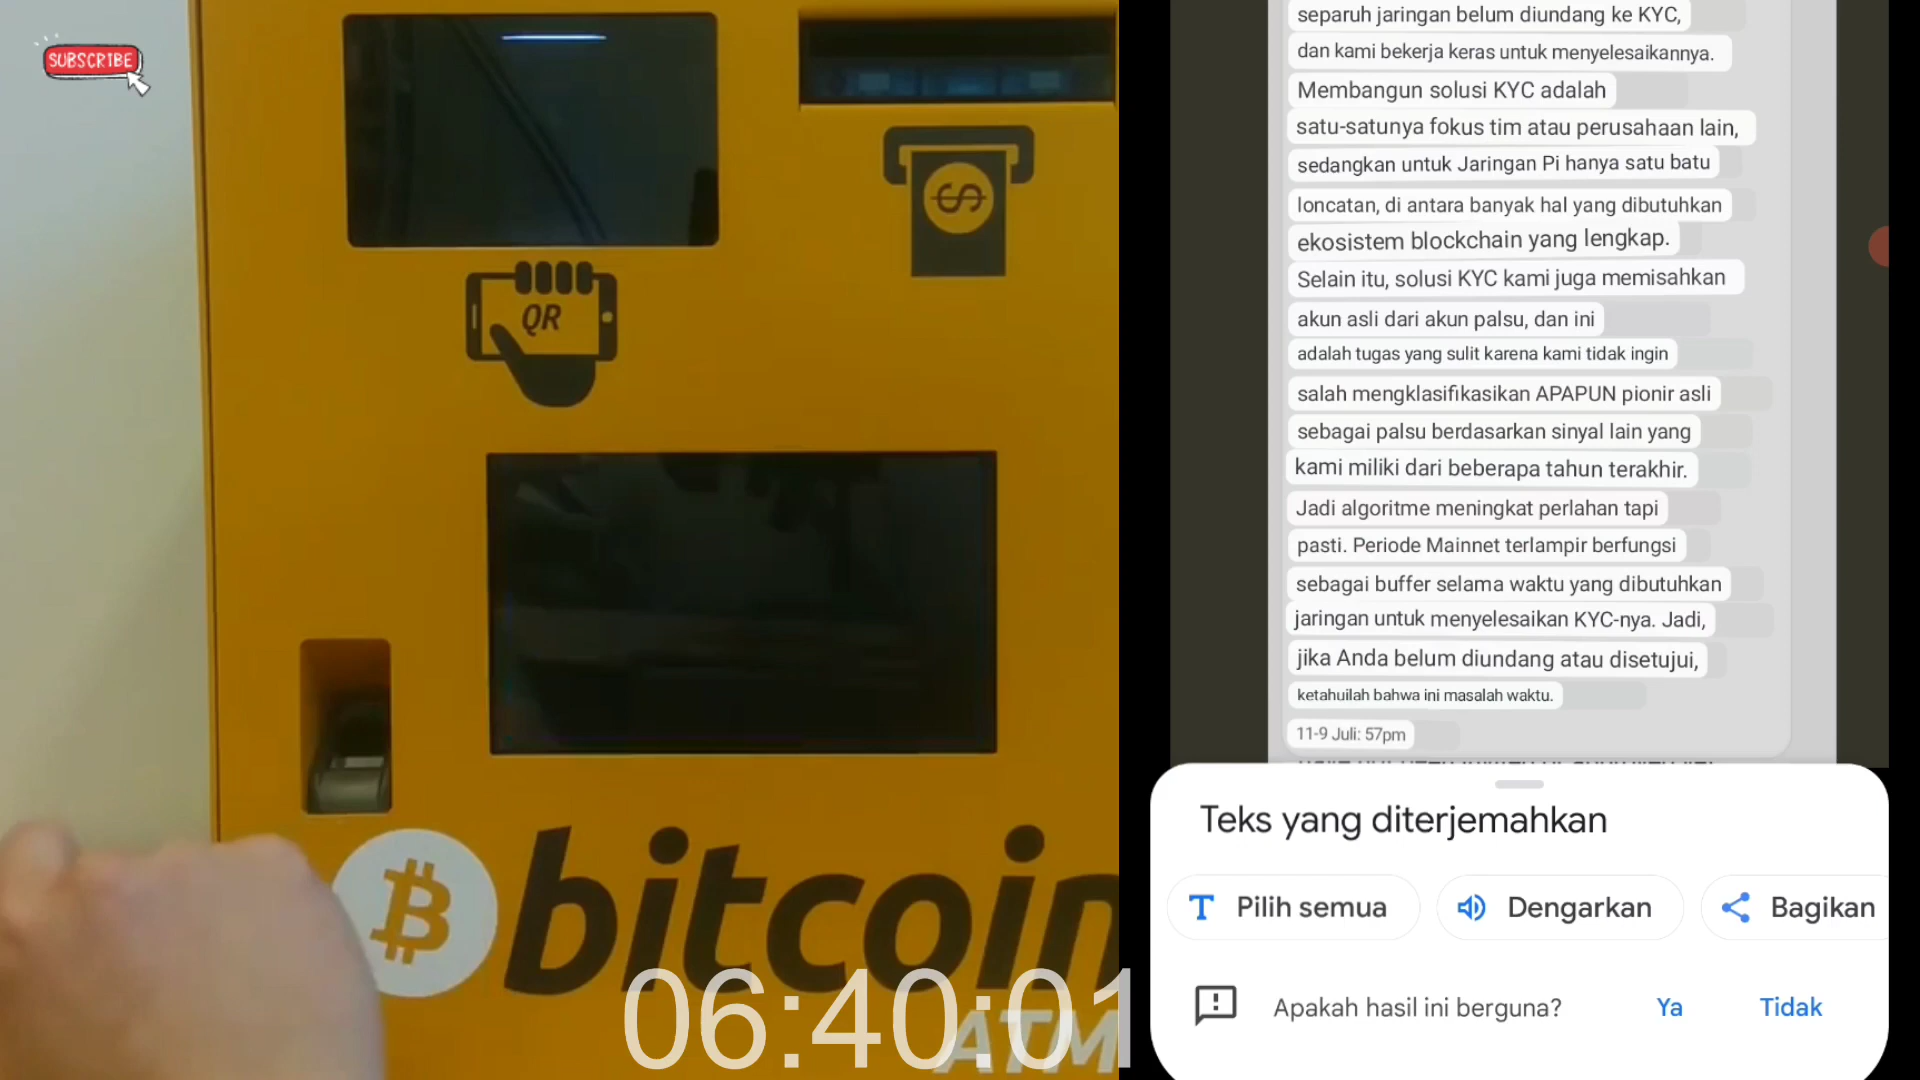 SUBSCRIBE
QR
bitcoin
ATM
06:40:01
separuh jaringan belum diundang ke KYC,
dan kami bekerja keras untuk menyelesaikannya.
Membangun solusi KYC adalah
satu-satunya fokus tim atau perusahaan lain,
sedangkan untuk Jaringan Pi hanya satu batu
loncatan, di antara banyak hal yang dibutuhkan
ekosistem blockchain yang lengkap.
Selain itu, solusi KYC kami juga memisahkan
akun asli dari akun palsu, dan ini
adalah tugas yang sulit karena kami tidak ingin
salah mengklasifikasikan APAPUN pionir asli
sebagai palsu berdasarkan sinyal lain yang
kami miliki dari beberapa tahun terakhir.
Jadi algoritme meningkat perlahan tapi
pasti. Periode Mainnet terlampir berfungsi
sebagai buffer selama waktu yang dibutuhkan
jaringan untuk menyelesaikan KYC-nya. Jadi,
jika Anda belum diundang atau disetujui,
ketahuilah bahwa ini masalah waktu.
11-9 Juli: 57pm
Teks yang diterjemahkan
Pilih semua
Dengarkan
Bagikan
Apakah hasil ini berguna?
Ya
Tidak